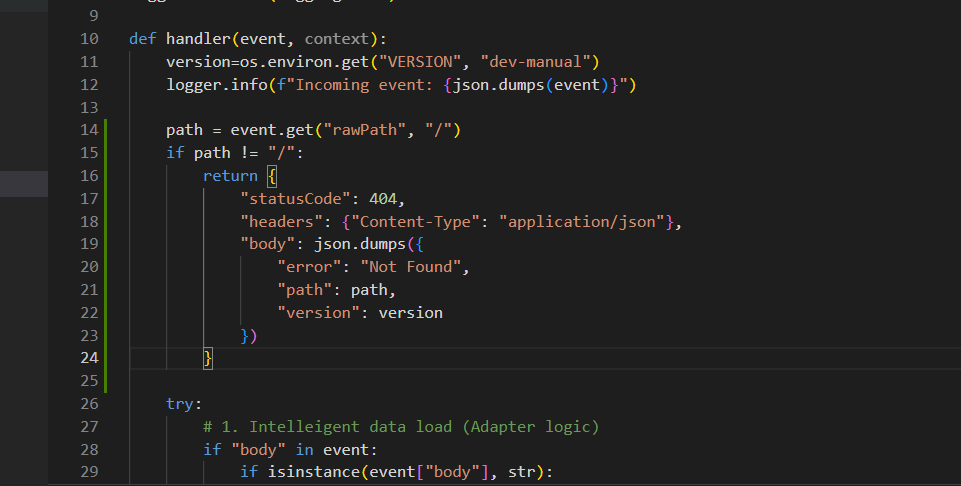 9
10 def handler(event, context):
11     version=os.environ.get("VERSION", "dev-manual")
12     logger.info(f"Incoming event: {json.dumps(event)}")
13
14     path = event.get("rawPath", "/")
15     if path != "/":
16         return {
17             "statusCode": 404,
18             "headers": {"Content-Type": "application/json"},
19             "body": json.dumps({
20                 "error": "Not Found",
21                 "path": path,
22                 "version": version
23             })
24         }
25
26     try:
27         # 1. Intelleigent data load (Adapter logic)
28         if "body" in event:
29             if isinstance(event["body"], str):